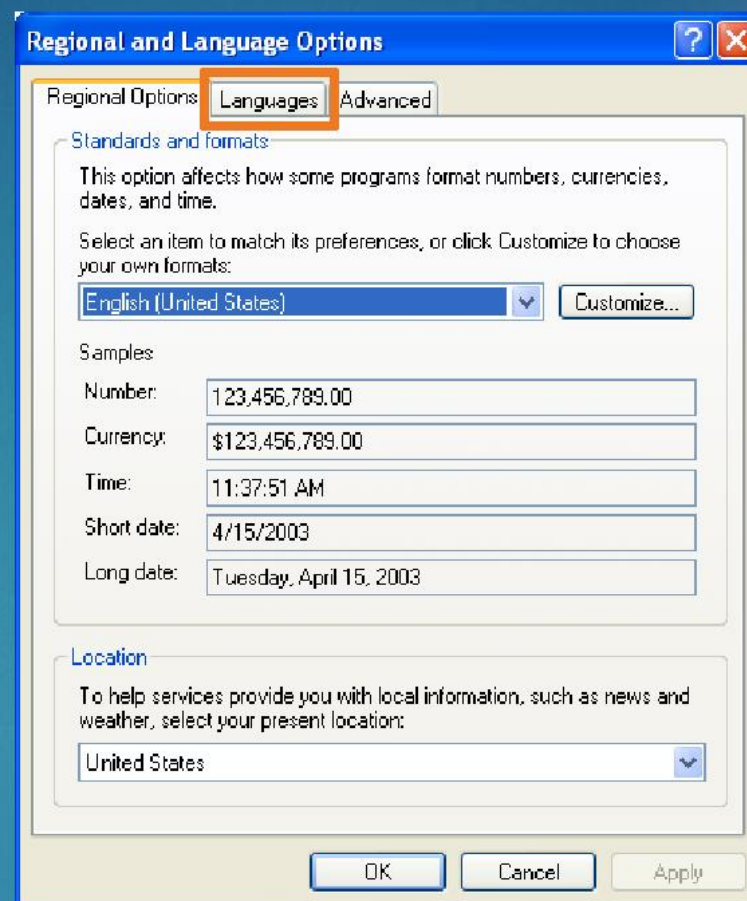 Regional and Language Options
Regional Options Languages Advanced
Standards and formats
This option affects how some programs format numbers, currencies,
dates, and time.
Select an item to match its preferences, or click Customize to choose
your own formats:
English (United States) Customize...
Samples
Number: 123,456,789.00
Currency: $123,456,789.00
Time: 11:37:51 AM
Short date: 4/15/2003
Long date: Tuesday, April 15, 2003
Location
To help services provide you with local information, such as news and
weather, select your present location:
United States
OK Cancel Apply